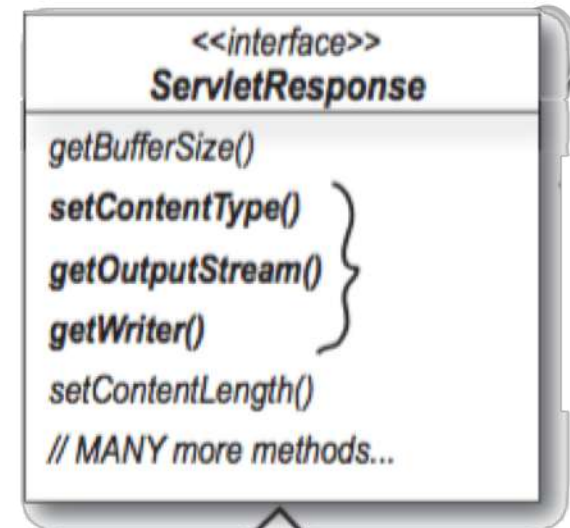 <<interface>>
ServletResponse
getBufferSize()
setContentType()
getOutputStream()
getWriter()
setContentLength()
// MANY more methods...